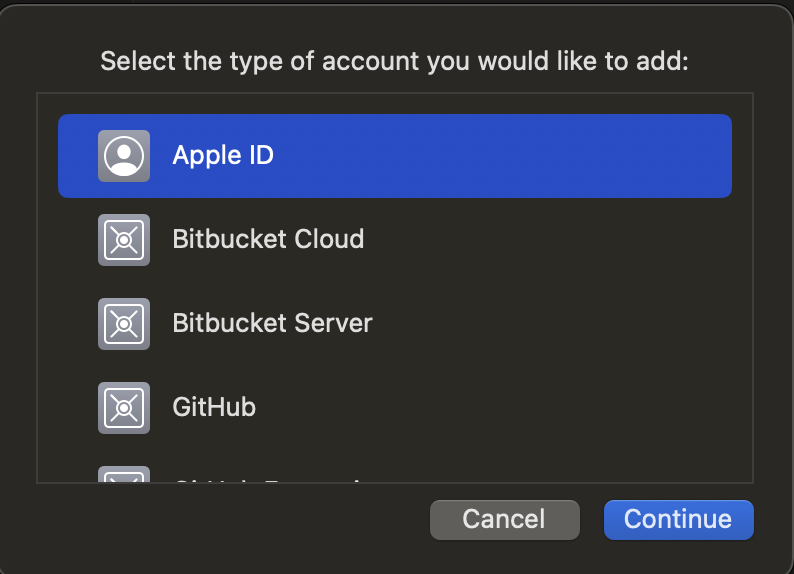 Select the type of account you would like to add:
Apple ID
Bitbucket Cloud
Bitbucket Server
GitHub
Cancel
Continue